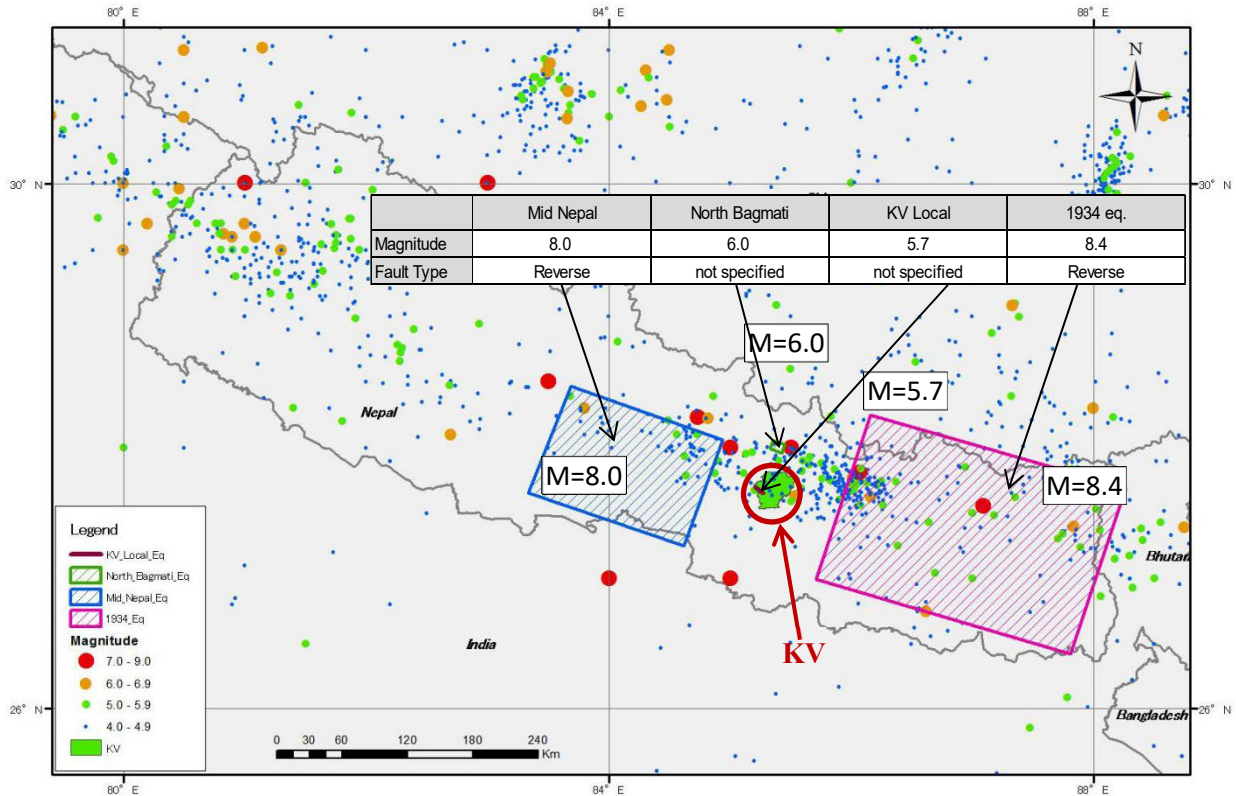 80° E 84° E 88° E
N
30° N 30° N
Mid Nepal North Bagmati KV Local 1934 eq.
Magnitude 8.0 6.0 5.7 8.4
Fault Type Reverse not specified not specified Reverse
M=6.0
M=5.7
Nepal
M=8.0
M=8.4
Bhutan
KV
India
Bangladesh
Legend
KV_Local_Eq
North_Bagmati_Eq
Mid_Nepal_Eq
1934_Eq
Magnitude
7.0 - 9.0
6.0 - 6.9
5.0 - 5.9
4.0 - 4.9
KV
26° N 26° N
0 30 60 120 180 240
Km
80° E 84° E 88° E